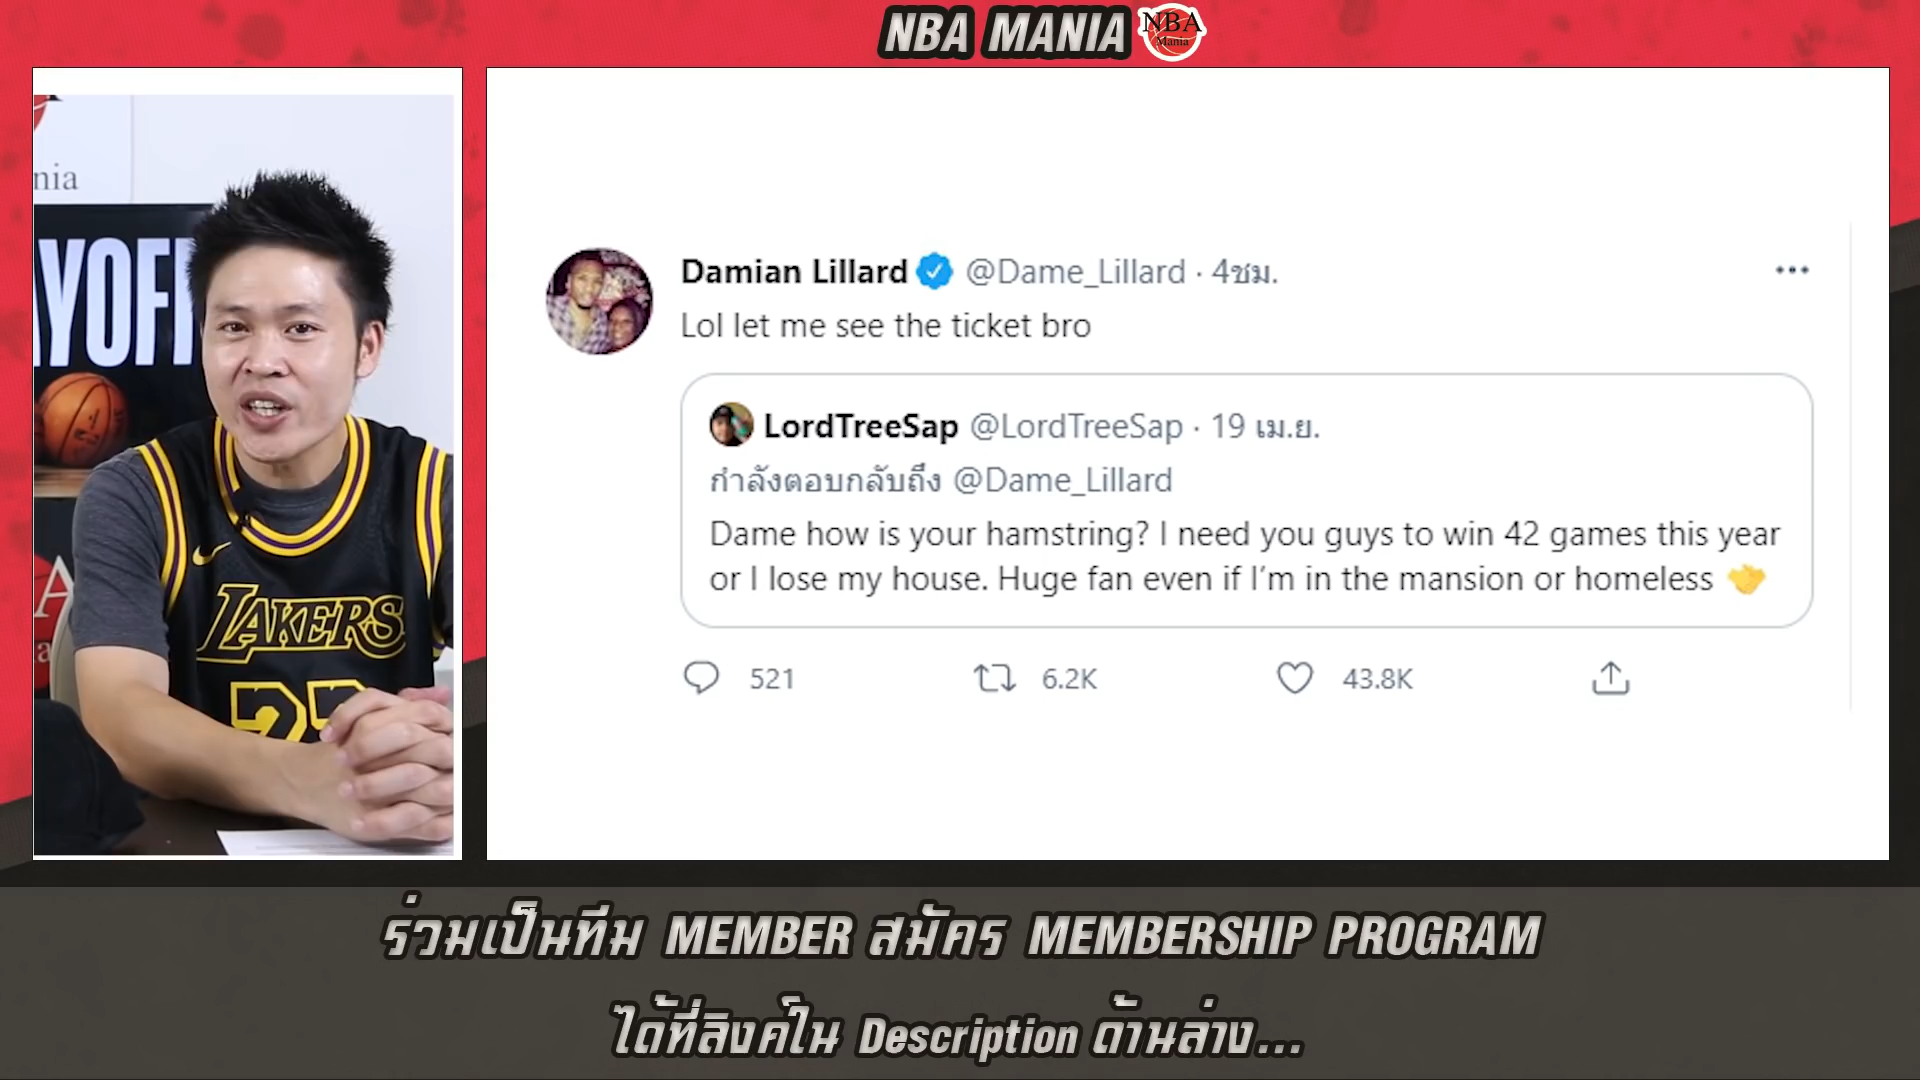 NBA MANIA
NBA
Mania
nia
AYOFF
LAKERS
Damian Lillard @Dame_Lillard · 4ชม.
Lol let me see the ticket bro
LordTreeSap @LordTreeSap · 19 เม.ย.
กำลังตอบกลับถึง @Dame_Lillard
Dame how is your hamstring? I need you guys to win 42 games this year
or I lose my house. Huge fan even if I’m in the mansion or homeless
521 6.2K 43.8K
ร่วมเป็นทีม MEMBER สมัคร MEMBERSHIP PROGRAM
ได้ที่ลิงค์ใน Description ด้านล่าง...